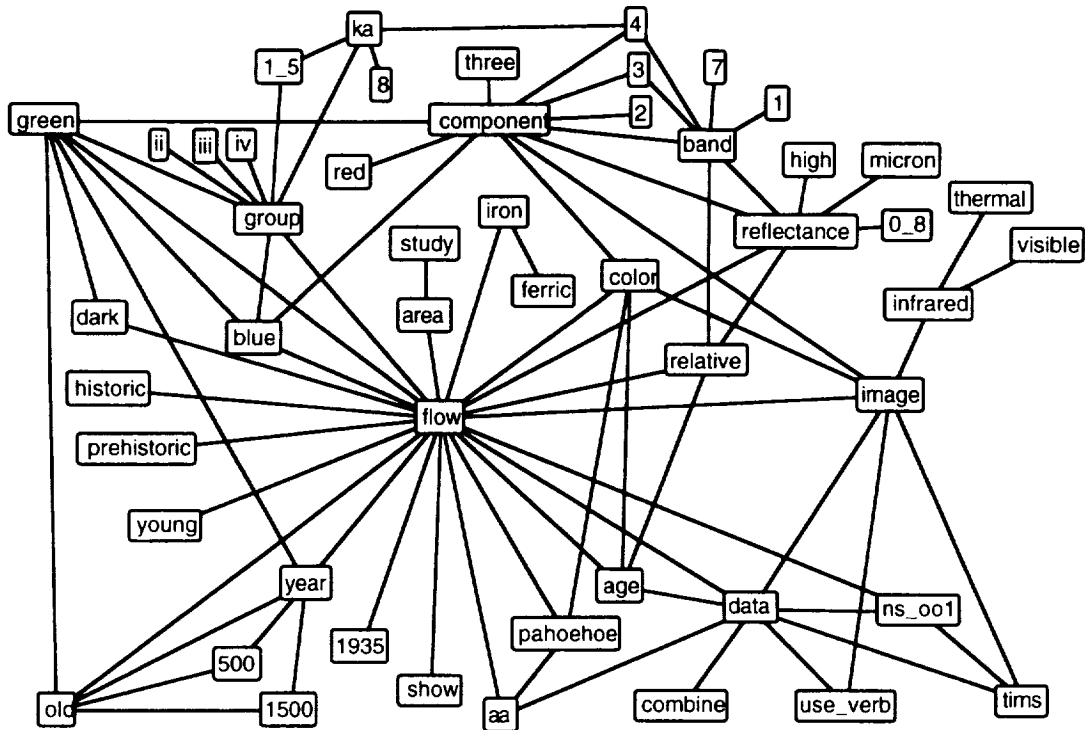 ka
4
three
1_5
8
3
7
2
1
green
component
ii
iii
iv
band
red
high
micron
thermal
group
iron
reflectance
0_8
study
color
visible
ferric
infrared
dark
area
blue
relative
historic
image
flow
prehistoric
young
year
age
data
ns_oo1
pahoehoe
1935
500
show
old
1500
aa
combine
use_verb
tims